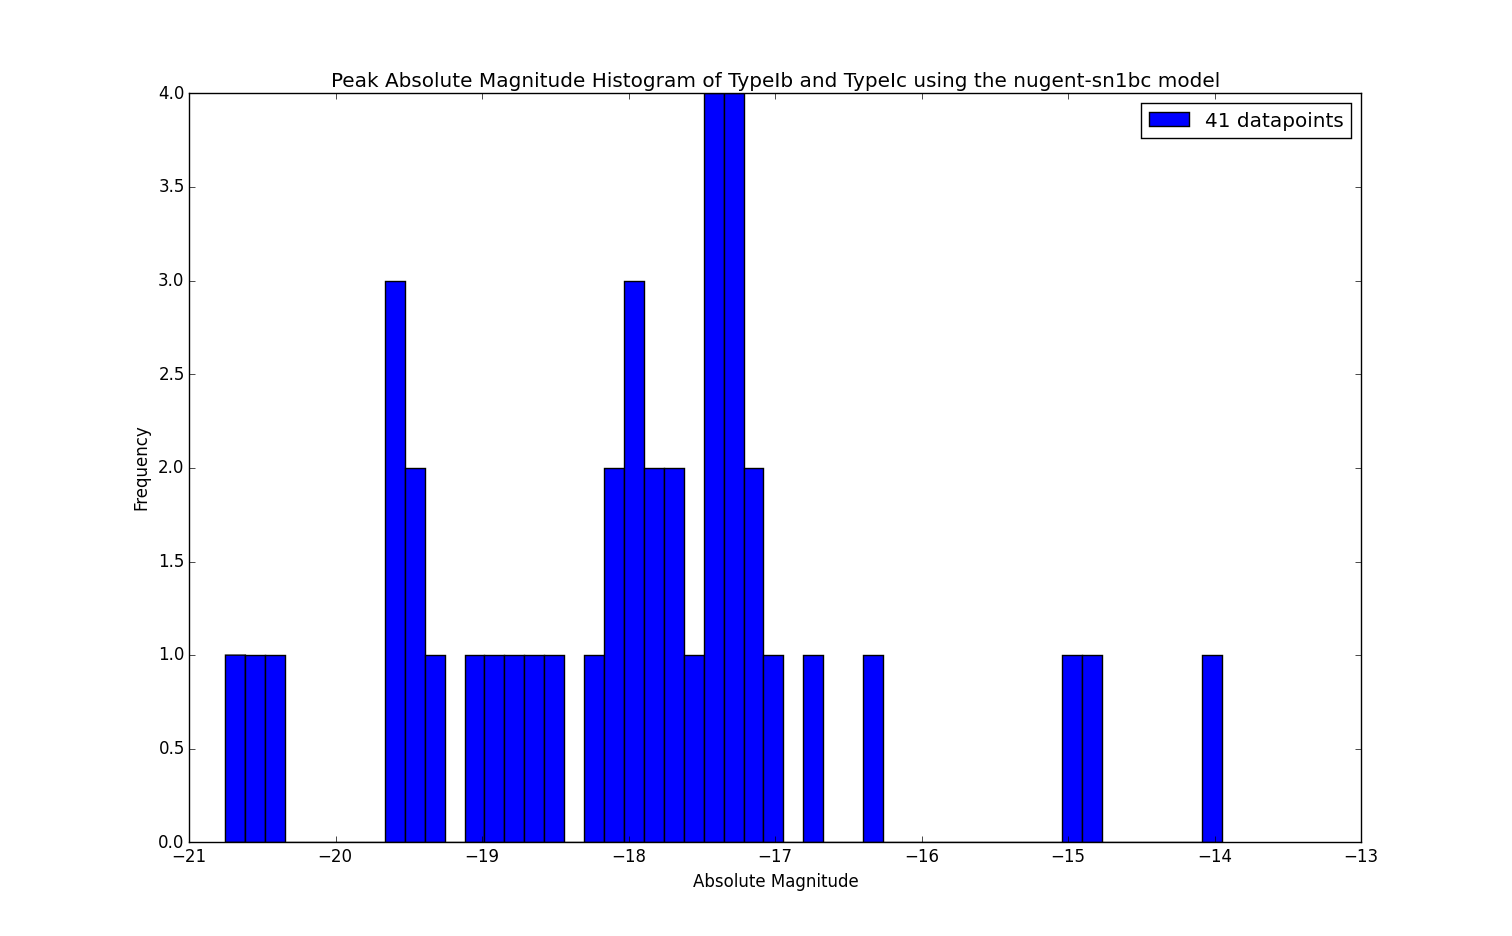 Peak Absolute Magnitude Histogram of TypeIb and TypeIc using the nugent-sn1bc model
4.0
41 datapoints
3.5
3.0
2.5
Frequency
2.0
1.5
1.0
0.5
0.0
−21 −20 −19 −18 −17 −16 −15 −14 −13
Absolute Magnitude